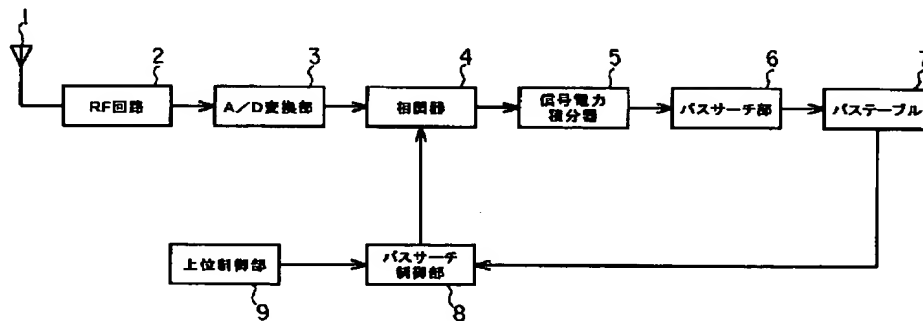 1
2
3
4
5
6
7
RF回路
A/D変換部
相関器
信号電力
積分器
パスサーチ部
パステーブル
上位制御部
パスサーチ
制御部
9
8